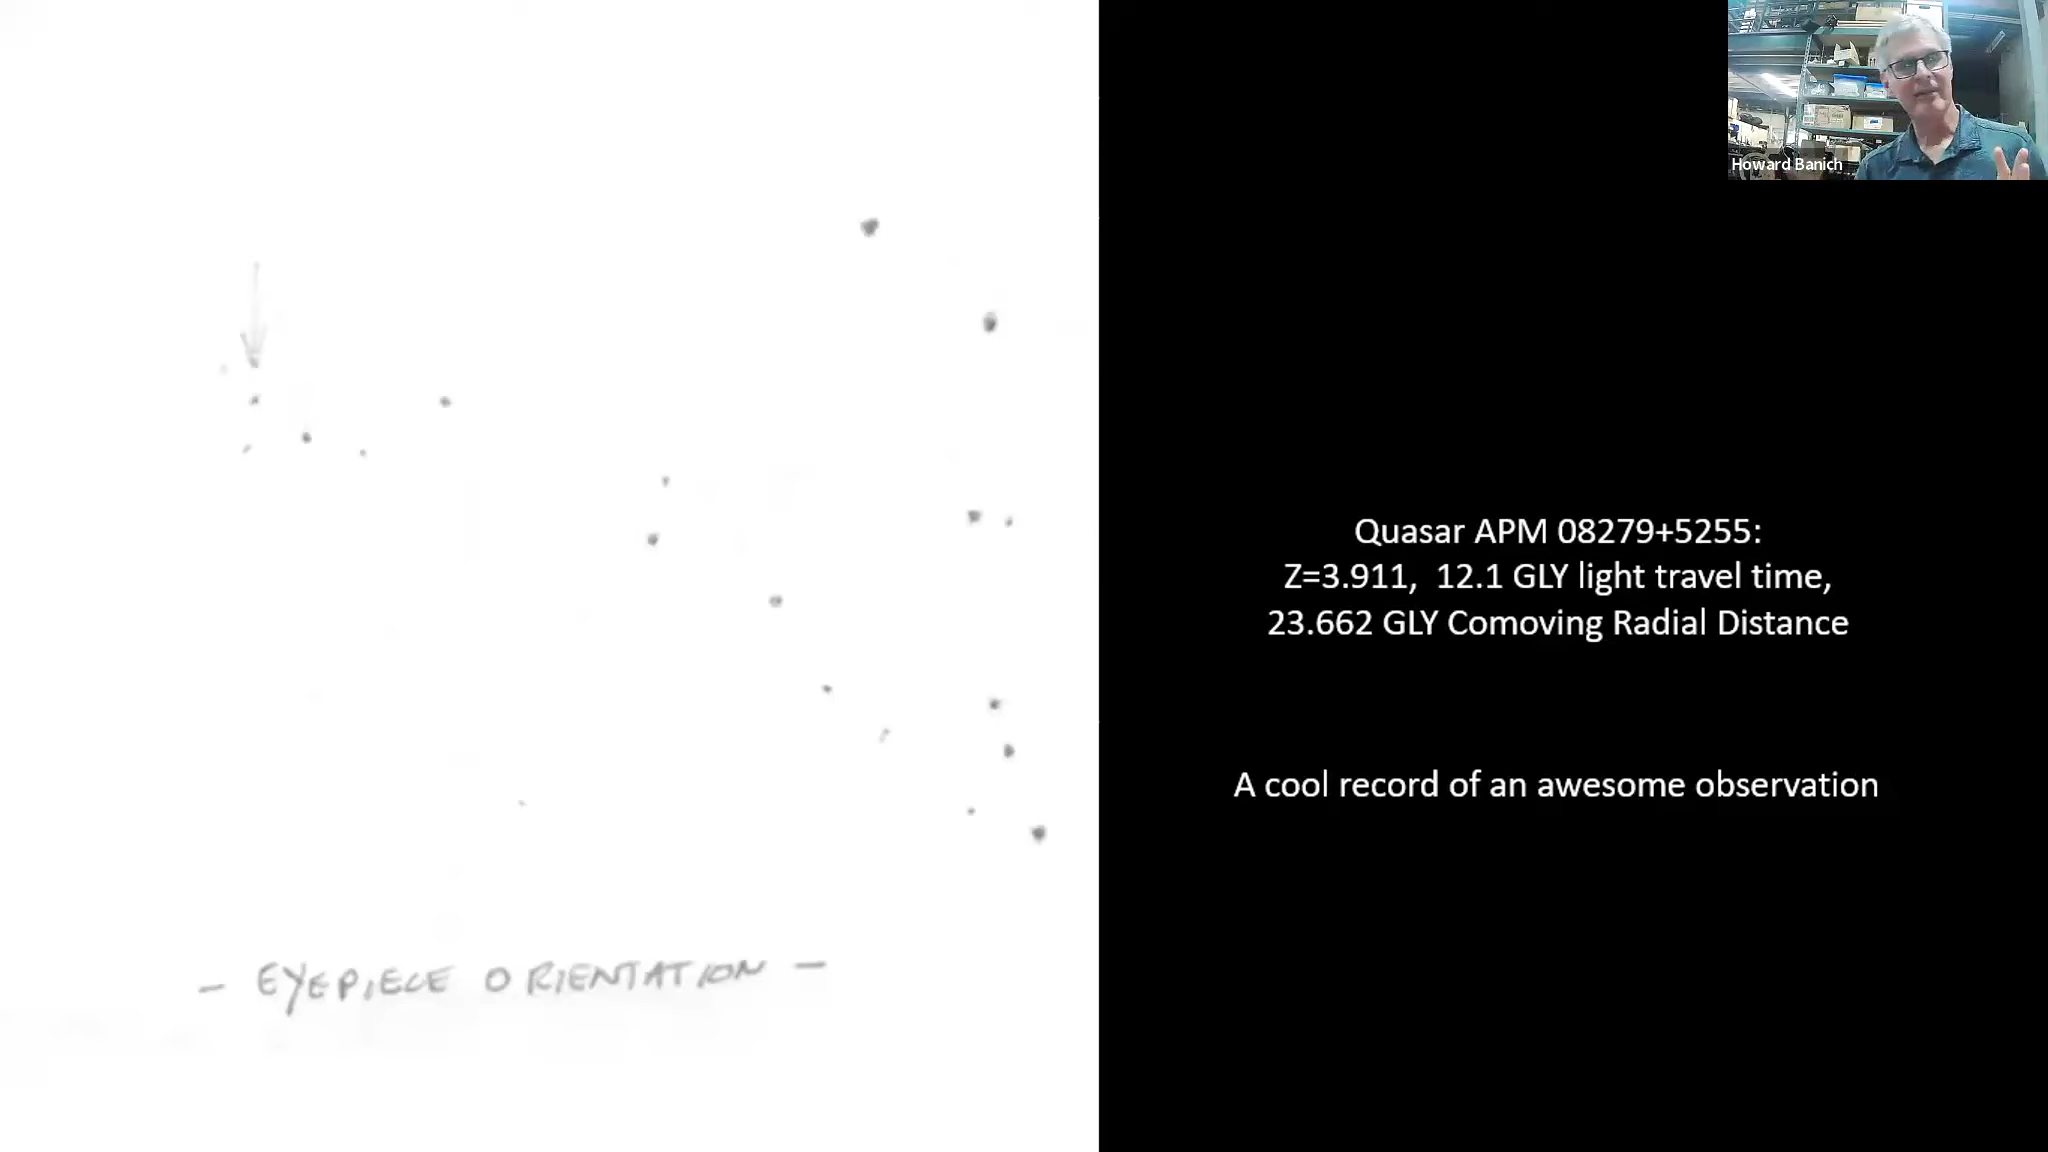 Howard Banich
Quasar APM 08279+5255:
Z=3.911, 12.1 GLY light travel time,
23.662 GLY Comoving Radial Distance
A cool record of an awesome observation
- EYEPIECE ORIENTATION -